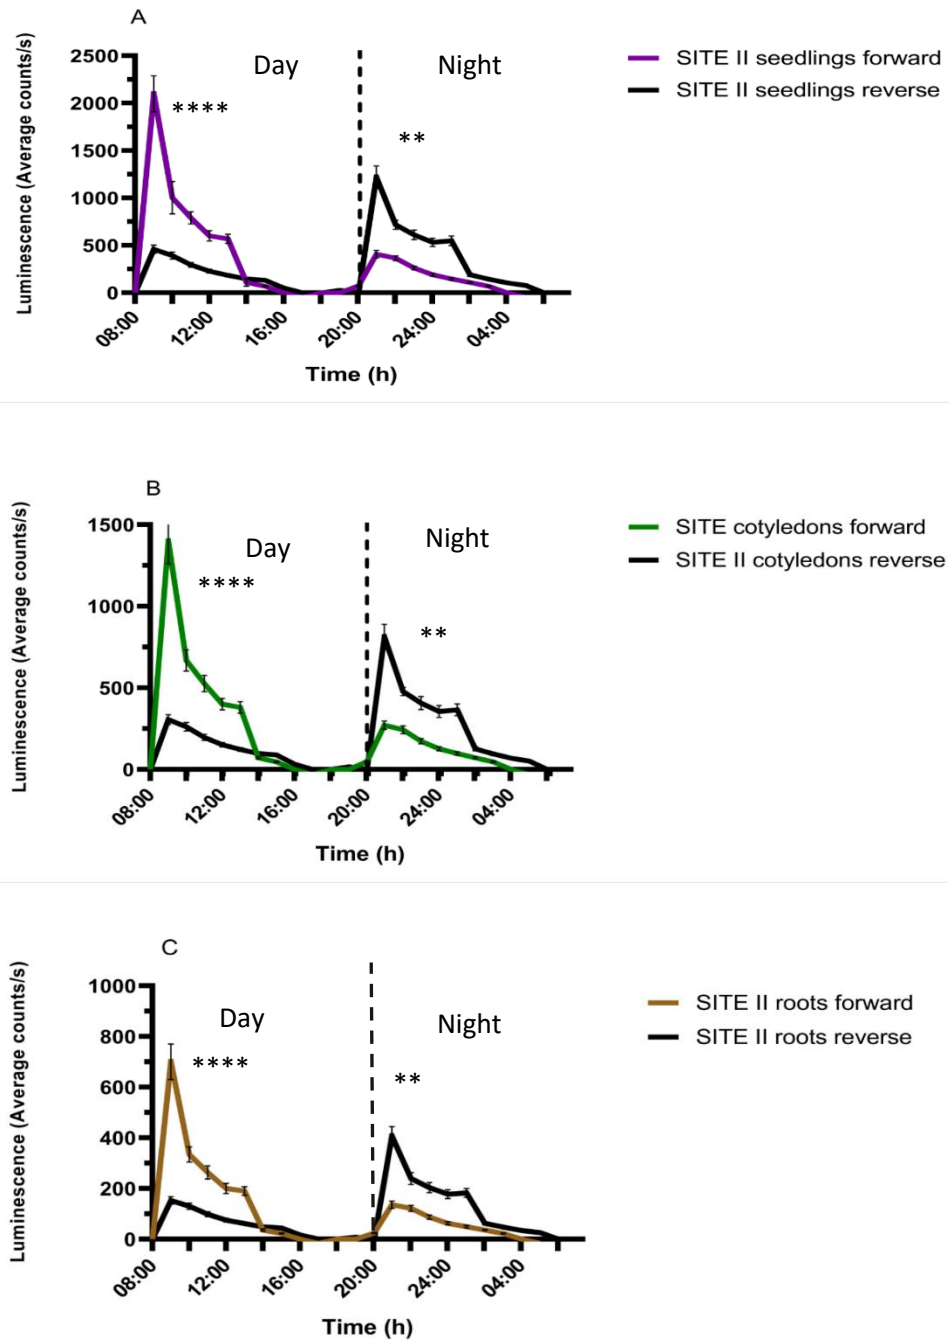 A
Luminescence (Average counts/s)
2500
2000
1500
1000
500
0
Day
Night
****
**
08:00
12:00
16:00
20:00
24:00
04:00
Time (h)
SITE II seedlings forward
SITE II seedlings reverse
B
Luminescence (Average counts/s)
1500
1000
500
0
Day
Night
****
**
08:00
12:00
16:00
20:00
24:00
04:00
Time (h)
SITE cotyledons forward
SITE II cotyledons reverse
C
Luminescence (Average counts/s)
1000
800
600
400
200
0
Day
Night
****
**
08:00
12:00
16:00
20:00
24:00
04:00
Time (h)
SITE II roots forward
SITE II roots reverse